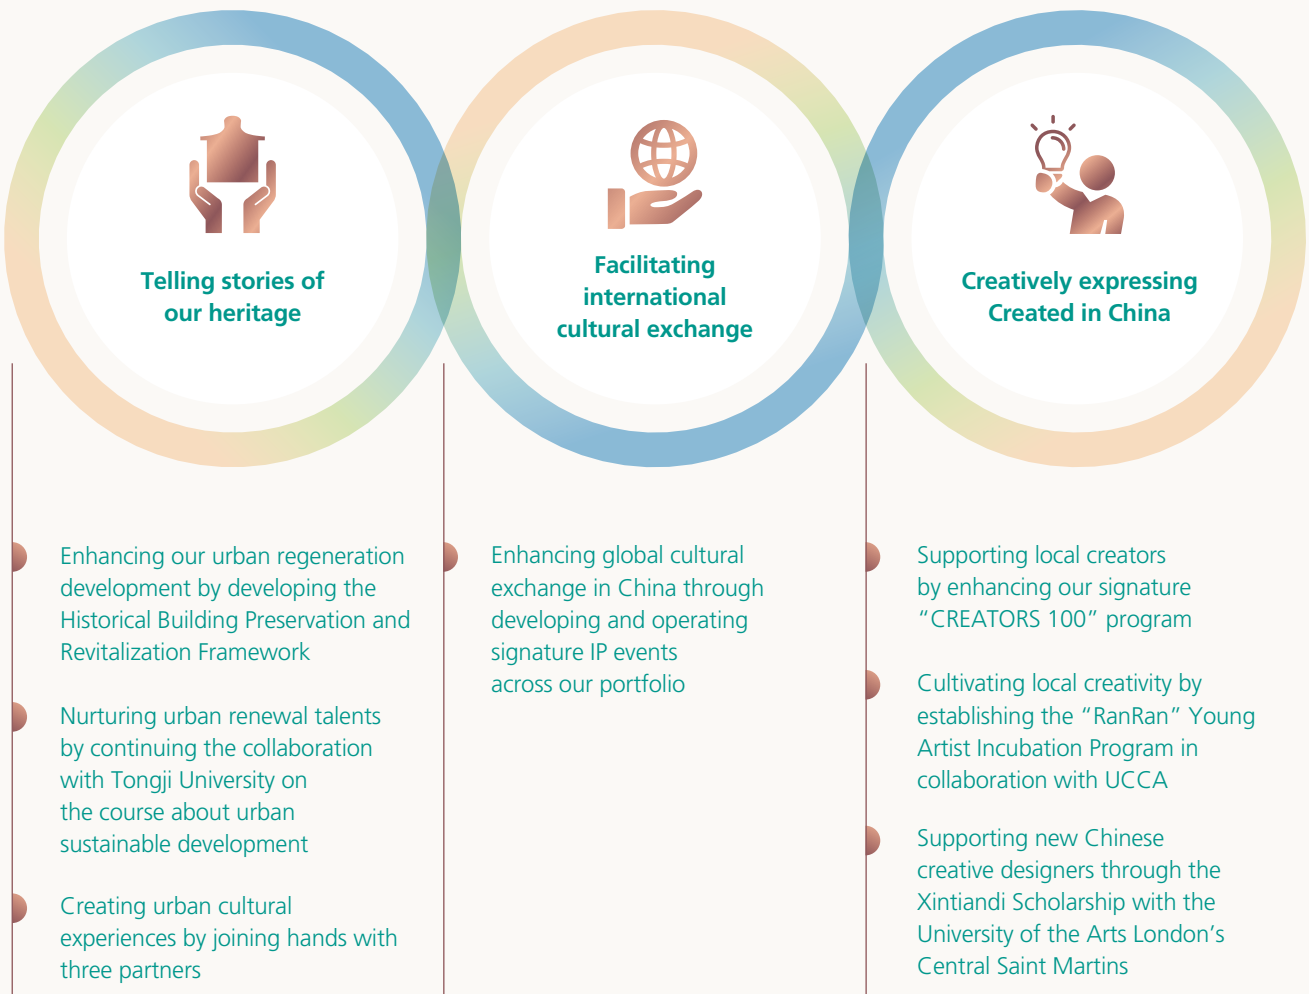 Telling stories of
our heritage
Facilitating
international
cultural exchange
Creatively expressing
Created in China
Enhancing our urban regeneration
development by developing the
Historical Building Preservation and
Revitalization Framework
Nurturing urban renewal talents
by continuing the collaboration
with Tongji University on
the course about urban
sustainable development
Creating urban cultural
experiences by joining hands with
three partners
Enhancing global cultural
exchange in China through
developing and operating
signature IP events
across our portfolio
Supporting local creators
by enhancing our signature
“CREATORS 100” program
Cultivating local creativity by
establishing the “RanRan” Young
Artist Incubation Program in
collaboration with UCCA
Supporting new Chinese
creative designers through the
Xintiandi Scholarship with the
University of the Arts London’s
Central Saint Martins